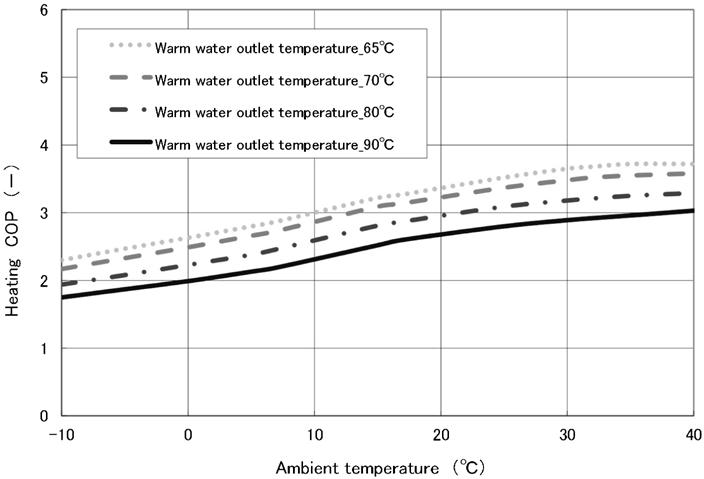 6
5
4
3
2
1
0
Heating COP (－)
Warm water outlet temperature_65℃
Warm water outlet temperature_70℃
Warm water outlet temperature_80℃
Warm water outlet temperature_90℃
-10 0 10 20 30 40
Ambient temperature (℃)